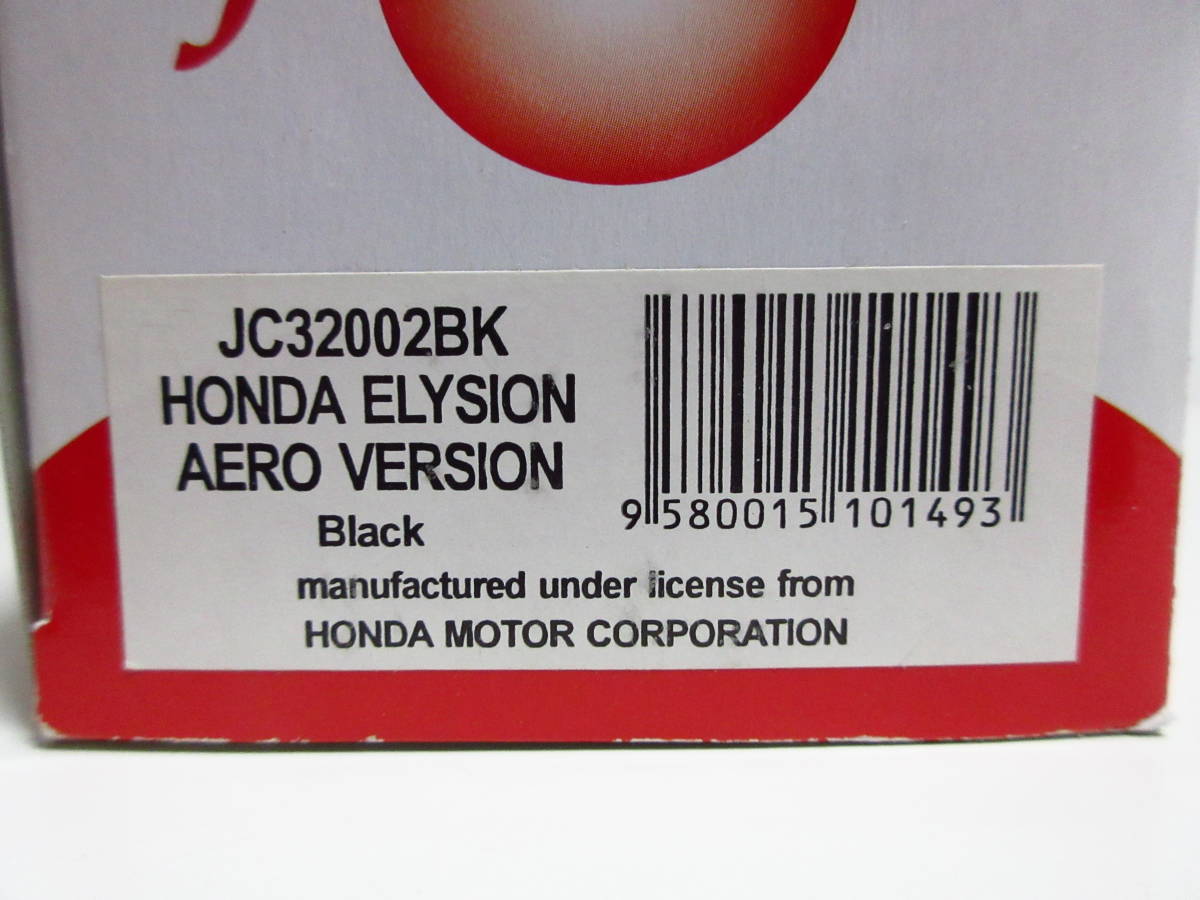 JC32002BK
HONDA ELYSION
AERO VERSION
Black
manufactured under license from
HONDA MOTOR CORPORATION
9 580015 101493